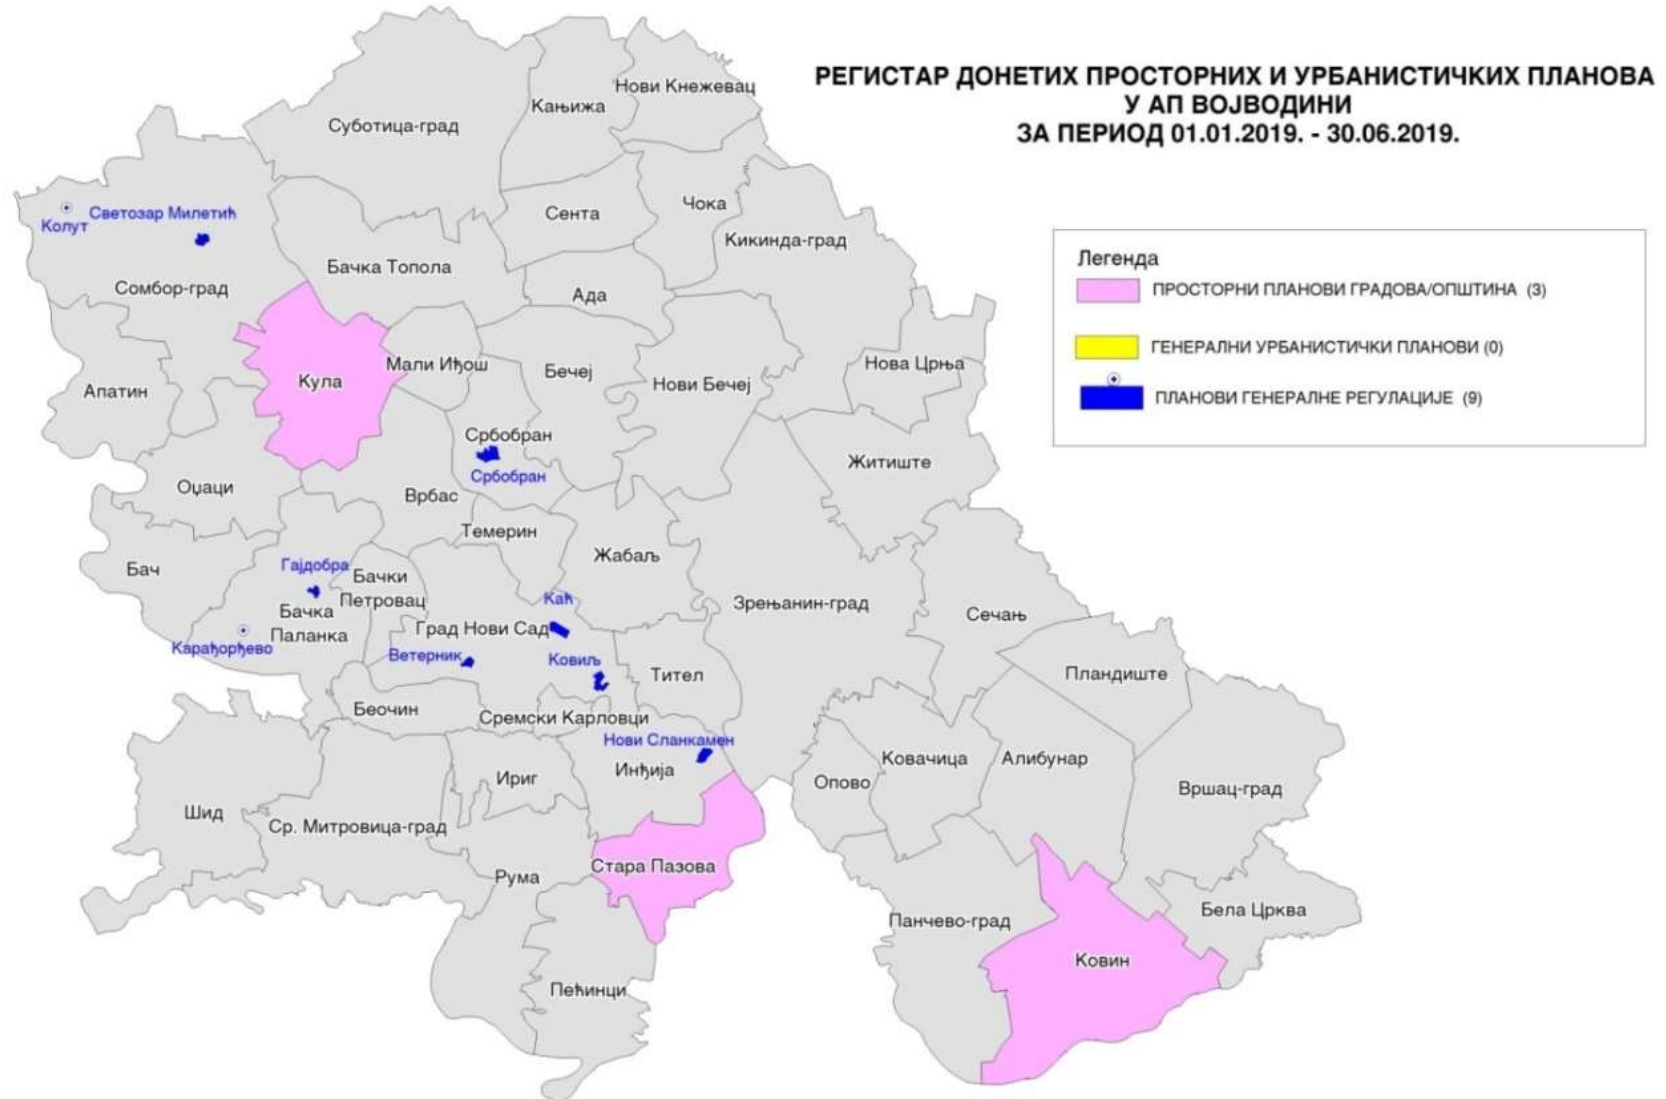 РЕГИСТАР ДОНЕТИХ ПРОСТОРНИХ И УРБАНИСТИЧКИХ ПЛАНОВА
У АП ВОЈВОДИНИ
ЗА ПЕРИОД 01.01.2019. - 30.06.2019.
Легенда
ПРОСТОРНИ ПЛАНОВИ ГРАДОВА/ОПШТИНА (3)
ГЕНЕРАЛНИ УРБАНИСТИЧКИ ПЛАНОВИ (0)
ПЛАНОВИ ГЕНЕРАЛНЕ РЕГУЛАЦИЈЕ (9)
Нови Кнежевац
Кањижа
Суботица-град
Чока
Сента
Светозар Милетић
Колут
Кикинда-град
Бачка Топола
Сомбор-град
Ада
Мали Иђош
Нова Црња
Бечеј
Кула
Нови Бечеј
Апатин
Србобран
Житиште
Србобран
Оџаци
Врбас
Темерин
Жабаљ
Гајдобра
Бач
Бачки
Петровац
Каћ
Зрењанин-град
Бачка
Паланка
Сечањ
Град Нови Сад
Карађорђево
Ветерник
Ковиљ
Тител
Пландиште
Беочин
Сремски Карловци
Нови Сланкамен
Ковачица
Алибунар
Инђија
Ириг
Опово
Вршац-град
Шид
Ср. Митровица-град
Стара Пазова
Рума
Бела Црква
Панчево-град
Ковин
Пећинци